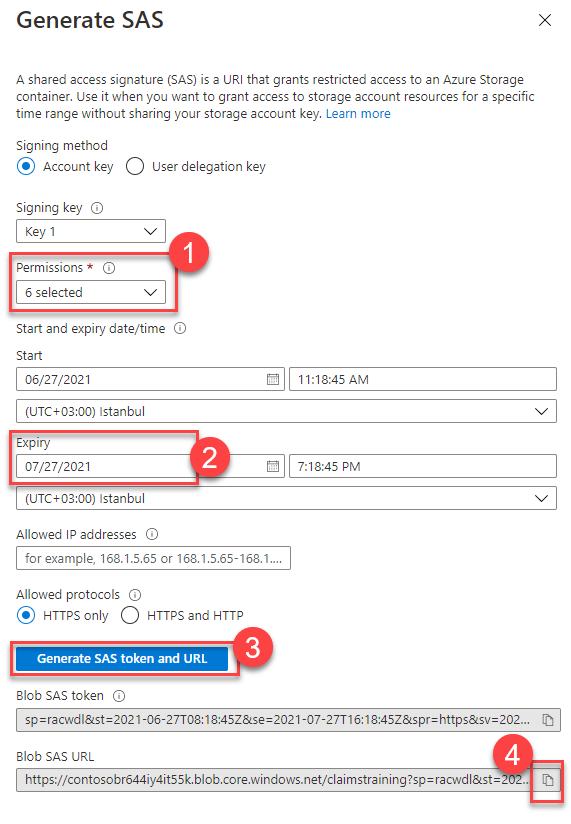 Generate SAS
A shared access signature (SAS) is a URI that grants restricted access to an Azure Storage
container. Use it when you want to grant access to storage account resources for a specific
time range without sharing your storage account key. Learn more
Signing method
Account key User delegation key
Signing key
Key 1
1
Permissions *
6 selected
Start and expiry date/time
Start
06/27/2021 11:18:45 AM
(UTC+03:00) Istanbul
Expiry
2
07/27/2021 7:18:45 PM
(UTC+03:00) Istanbul
Allowed IP addresses
for example, 168.1.5.65 or 168.1.5.65-168.1....
Allowed protocols
HTTPS only HTTPS and HTTP
3
Generate SAS token and URL
Blob SAS token
sp=racwdl&st=2021-06-27T08:18:45Z&se=2021-07-27T16:18:45Z&spr=https&sv=202...
4
Blob SAS URL
https://contosobr644iy4it55k.blob.core.windows.net/claimstraining?sp=racwdl&st=202...